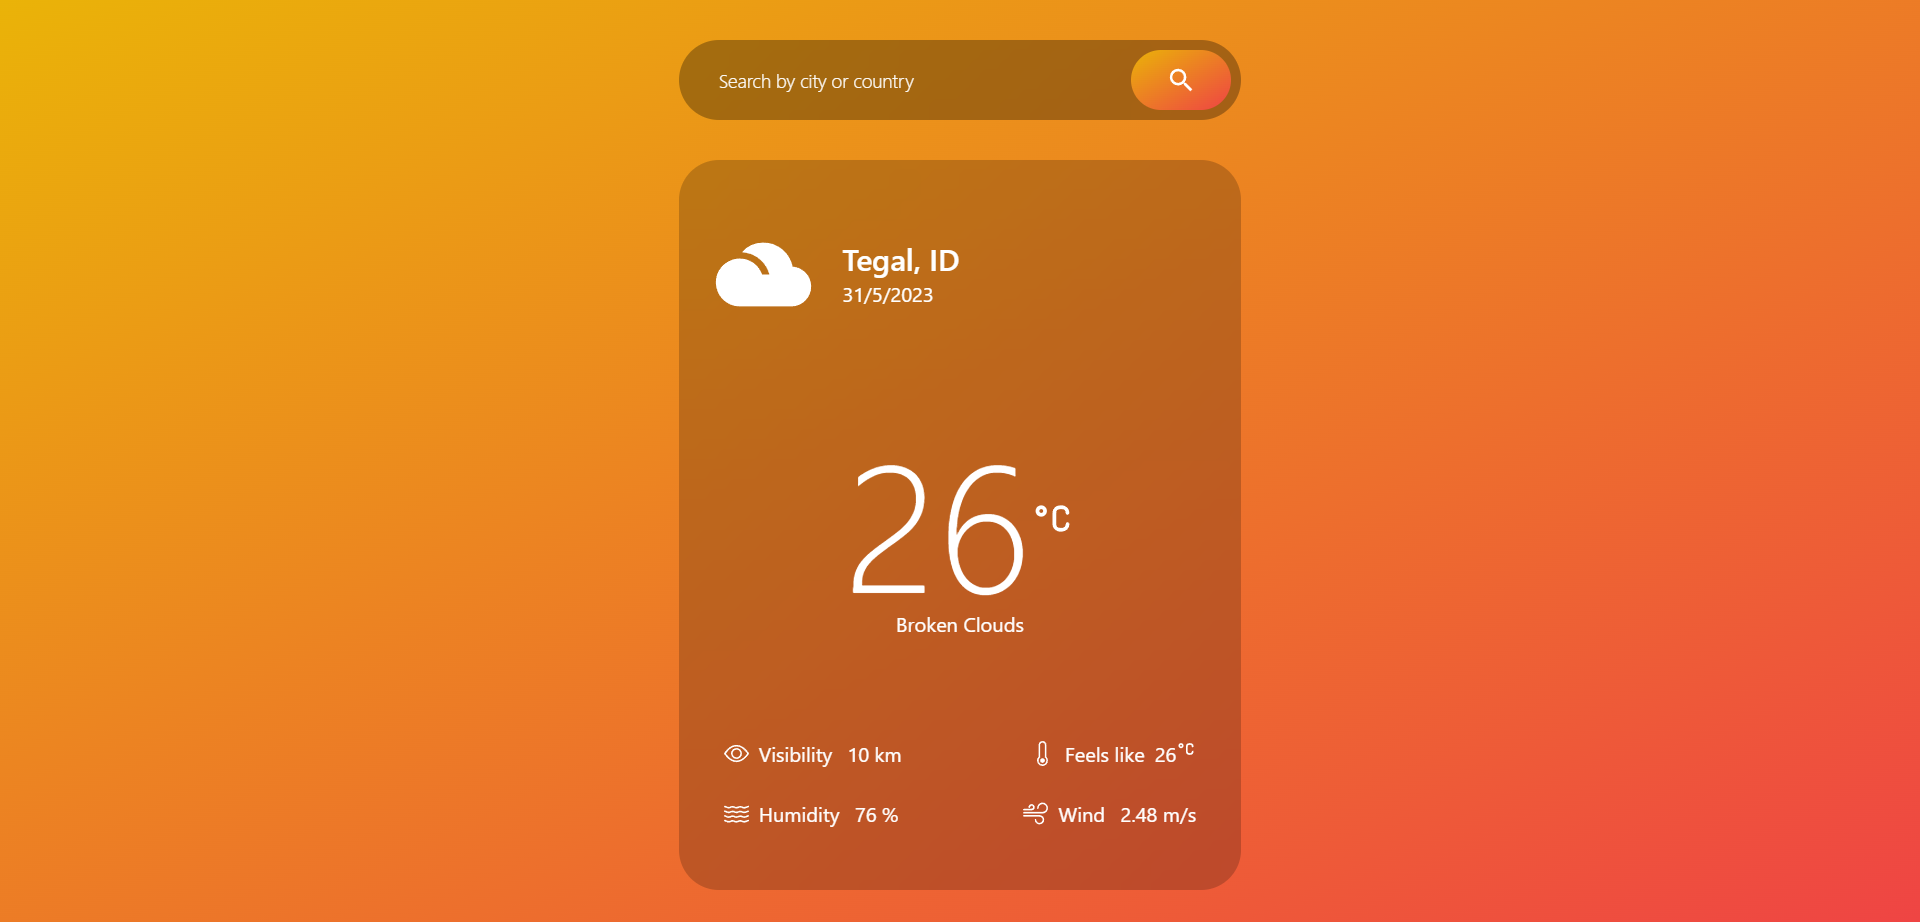 Search by city or country
Tegal, ID
31/5/2023
26 °C
Broken Clouds
Visibility 10 km
Feels like 26°C
Humidity 76 %
Wind 2.48 m/s